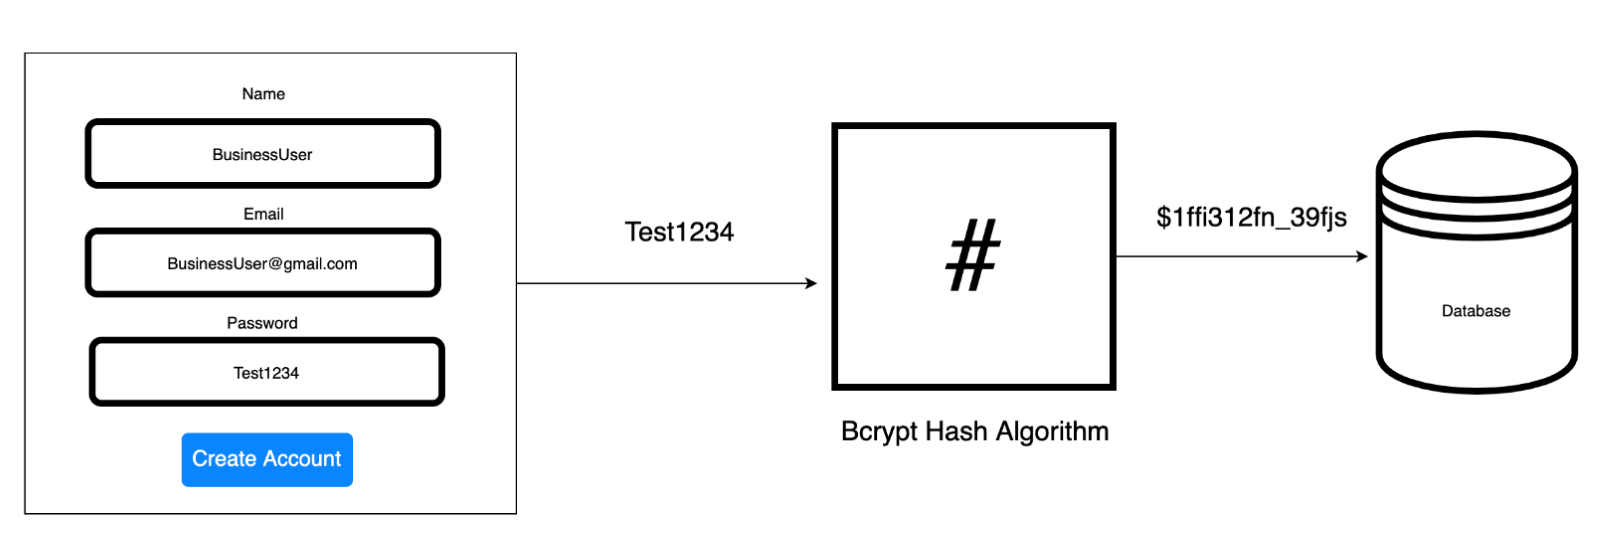 Name
BusinessUser
Email
BusinessUser@gmail.com
Password
Test1234
Create Account
Test1234
#
Bcrypt Hash Algorithm
$1ffi312fn_39fjs
Database